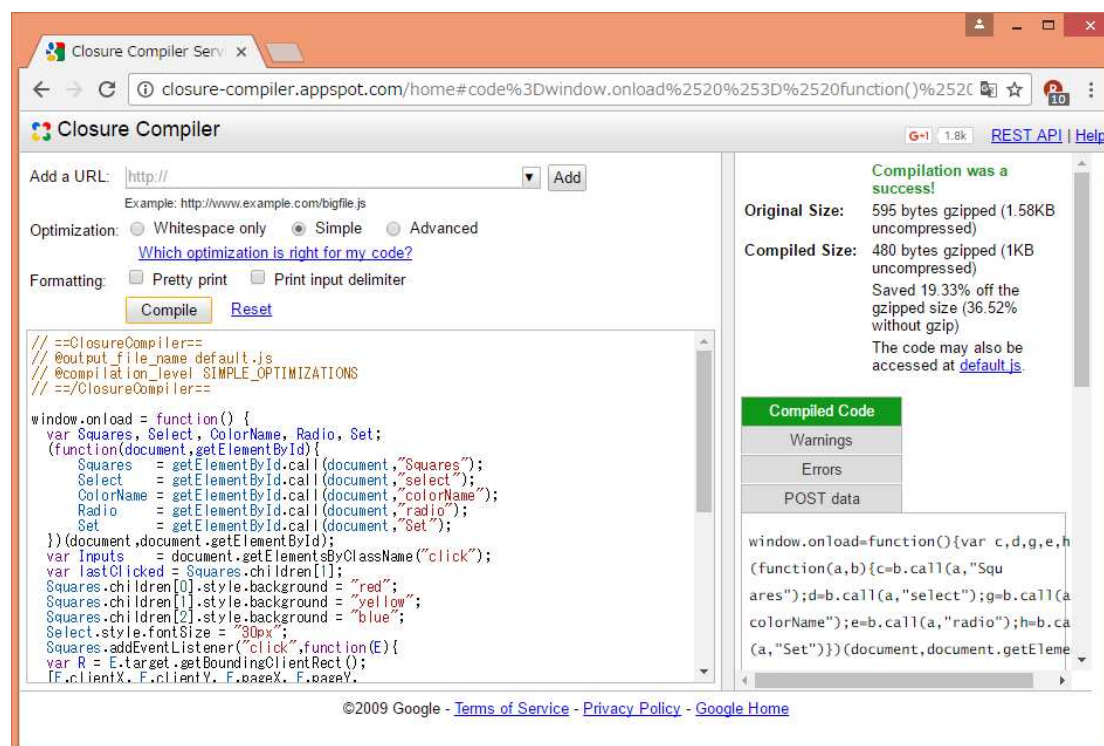 Closure Compiler Serv
closure-compiler.appspot.com/home#code%3Dwindow.onload%2520%253D%2520function()%252
10
Closure Compiler
G+1 1.8k REST API | Help
Add a URL: http:// Add
Example: http://www.example.com/bigfile.js
Optimization: Whitespace only Simple Advanced
Which optimization is right for my code?
Formatting: Pretty print Print input delimiter
Compile Reset
// ==ClosureCompiler==
// @output_file_name default.js
// @compilation_level SIMPLE_OPTIMIZATIONS
// ==/ClosureCompiler==
window.onload = function() {
var Squares, Select, ColorName, Radio, Set;
(function(document,getElementById){
Squares = getElementById.call(document,"Squares");
Select = getElementById.call(document,"select");
ColorName = getElementById.call(document,"colorName");
Radio = getElementById.call(document,"radio");
Set = getElementById.call(document,"Set");
})(document,document.getElementById);
var Inputs = document.getElementsByClassName("click");
var lastClicked = Squares.children[1];
Squares.children[0].style.background = "red";
Squares.children[1].style.background = "yellow";
Squares.children[2].style.background = "blue";
Select.style.fontSize = "30px";
Squares.addEventListener("click",function(E){
var R = E.target.getBoundingClientRect();
[E.clientX, E.clientY, E.pageX, E.pageY,
Compilation was a
success!
Original Size: 595 bytes gzipped (1.58KB
uncompressed)
Compiled Size: 480 bytes gzipped (1KB
uncompressed)
Saved 19.33% off the
gzipped size (36.52%
without gzip)
The code may also be
accessed at default.js.
Compiled Code
Warnings
Errors
POST data
window.onload=function(){var c,d,g,e,h
(function(a,b){c=b.call(a,"Squ
ares");d=b.call(a,"select");g=b.call(a
colorName");e=b.call(a,"radio");h=b.ca
(a,"Set")})(document,document.getEleme
©2009 Google - Terms of Service - Privacy Policy - Google Home